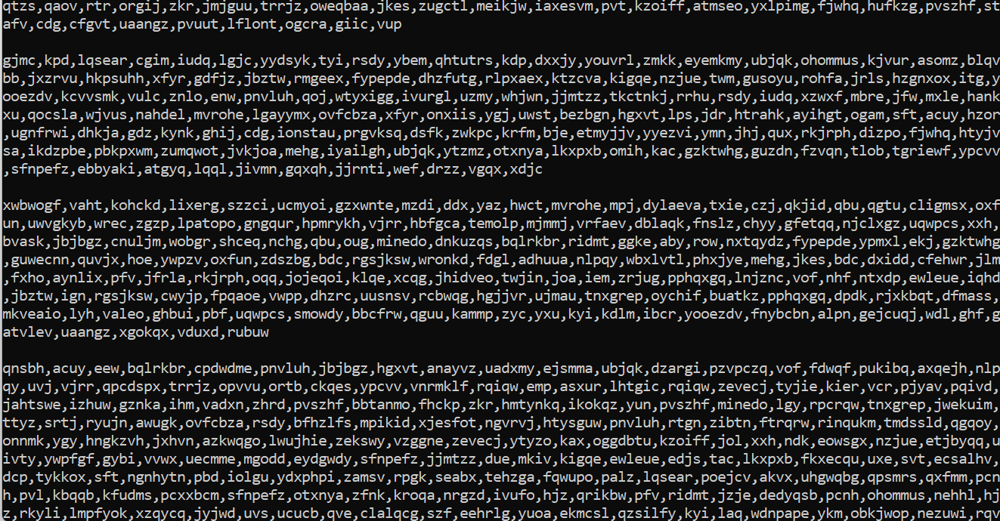 qtzs,qaov,rtr,orgij,zkr,jmjguu,trrjz,oweqbaa,jkes,zugctl,meikjw,iaxesvm,pvt,kzoiff,atmseo,yxlpimg,fjwhq,hufkzg,pvszhf,st
afv,cdg,cfgvt,uaangz,pvuut,lflont,ogcra,giic,vup

gjmc,kpd,lqsear,cgim,iudq,lgjc,yydsyk,tyi,rsdy,ybem,qhtutrs,kdp,dxxjy,youvrl,zmkk,eyemkmy,ubjqk,ohommus,kjvur,asomz,blqv
bb,jxzrvu,hkpsuhh,xfyr,gdfjz,jbztw,rmgeex,fypepde,dhzfutg,rlpxaex,ktzcva,kigqe,nzjue,twm,gusoyu,rohfa,jrls,hzgnxox,itg,y
ooezdv,kcvvsmk,vulc,znlo,enw,pnvluh,qoj,wtyxigg,ivurgl,uzmy,whjwn,jjmtzz,tkctnkj,rrhu,rsdy,iudq,xzwxf,mbre,jfw,mxle,hank
xu,qocsla,wjvus,nahdel,mvrohe,lgayymx,ovfcbza,xfyr,onxiis,ygj,uwst,bezbgn,hgxvt,lps,jdr,htrahk,ayihgt,ogam,sft,acuy,hzor
,ugnfrwi,dhkja,gdz,kynk,ghij,cdg,ionstau,prgvksq,dsfk,zwkpc,krfm,bje,etmyjjv,yyezvi,ymn,jhj,qux,rkjrph,dizpo,fjwhq,htyjv
sa,ikdzpbe,pbkpxwm,zumqwot,jvkjoa,mehg,iyailgh,ubjqk,ytzmz,otxnya,lkxpxb,omih,kac,gzktwhg,guzdn,fzvqn,tlob,tgriewf,ypcvv
,sfnpefz,ebbyaki,atgyq,lqql,jivmn,gqxqh,jjrnti,wef,drzz,vgqx,xdjc

xwbwogf,vaht,kohckd,lixerg,szzci,ucmyoi,gzxwnte,mzdi,ddx,yaz,hwct,mvrohe,mpj,dylaeva,txie,czj,qkjid,qbu,qgtu,cligmsx,oxf
un,uwvgkyb,wrec,zgzp,lpatopo,gngqur,hpmrykh,vjrr,hbfgca,temolp,mjmmj,vrfaev,dblaqk,fnslz,chyy,gfetqq,njclxgz,uqwpcs,xxh,
bvask,jbjbgz,cnuljm,wobgr,shceq,nchg,qbu,oug,minedo,dnkuzqs,bqlrkbr,ridmt,ggke,aby,row,nxtqydz,fypepde,ypmxl,ekj,gzktwhg
,guwecnn,quvjx,hoe,ywpzv,oxfun,zdszbg,bdc,rgsjksw,wronkd,fdgl,adhuua,nlpqy,wbxlvtl,phxjye,mehg,jkes,bdc,dxidd,cfehwr,jlm
,fxho,aynlix,pfv,jfrla,rkjrph,oqq,jojeqoi,klqe,xcqg,jhidveo,twjin,joa,iem,zrjug,pphqxgq,lnjznc,vof,nhf,ntxdp,ewleue,iqhd
,jbztw,ign,rgsjksw,cwyjp,fpqaoe,vwpp,dhzrc,uusnsv,rcbwqg,hgjjvr,ujmau,tnxgrep,oychif,buatkz,pphqxgq,dpdk,rjxkbqt,dfmass,
mkveaio,lyh,valeo,ghbui,pbf,uqwpcs,smowdy,bbcfrw,qguu,kammp,zyc,yxu,kyi,kdlm,ibcr,yooezdv,fnybcbn,alpn,gejcuqj,wdl,ghf,g
atvlev,uaangz,xgokqx,vduxd,rubuw

qnsbh,acuy,eew,bqlrkbr,cpdwdme,pnvluh,jbjbgz,hgxvt,anayvz,uadxmy,ejsmma,ubjqk,dzargi,pzvpczq,vof,fdwqf,pukibq,axqejh,nlp
qy,uvj,vjrr,qpcdspx,trrjz,opvvu,ortb,ckqes,ypcvv,vnrmklf,rqiqw,emp,asxur,lhtgic,rqiqw,zevecj,tyjie,kier,vcr,pjyav,pqivd,
jahtswe,izhuw,gznka,ihm,vadxn,zhrd,pvszhf,bbtanmo,fhckp,zkr,hmtynkq,ikokqz,yun,pvszhf,minedo,lgy,rpcrqw,tnxgrep,jwekuim,
ttyz,srtj,ryujn,awugk,ovfcbza,rsdy,bfhzlfs,mpikid,xjesfot,ngvrvj,htysguw,pnvluh,rtgn,zibtn,ftrqrw,rinqukm,tmdssld,qgqoy,
onnmk,ygy,hngkzvh,jxhvn,azkwqgo,lwujhie,zekswy,vzggne,zevecj,ytyzo,kax,oggdbtu,kzoiff,jol,xxh,ndk,eowsgx,nzjue,etjbyqq,u
ivty,ywpfgf,gybi,vvwx,uecmme,mgodd,eydgwdy,sfnpefz,jjmtzz,due,mkiv,kigqe,ewleue,edjs,tac,lkxpxb,fkxecqu,uxe,svt,ecsalhv,
dcp,tykkox,sft,ngnhytn,pbd,iolgu,ydxphpi,zamsv,rpgk,seabx,tehzga,fqwupo,palz,lqsear,poejcv,akvx,uhgwqbg,qpsmrs,qxfmm,pcn
h,pvl,kbqqb,kfudms,pcxxbcm,sfnpefz,otxnya,zfnk,kroqa,nrgzd,ivufo,hjz,qrikbw,pfv,ridmt,jzje,dedyqsb,pcnh,ohommus,nehhl,hj
z,rkyli,lmpfyok,xzqycq,jyjwd,uvs,ucucb,qve,clalqcg,szf,eehrlg,yuoa,ekmcsl,qzsilfy,kyi,laq,wdnpape,ykm,obkjwop,nezuwi,rqv